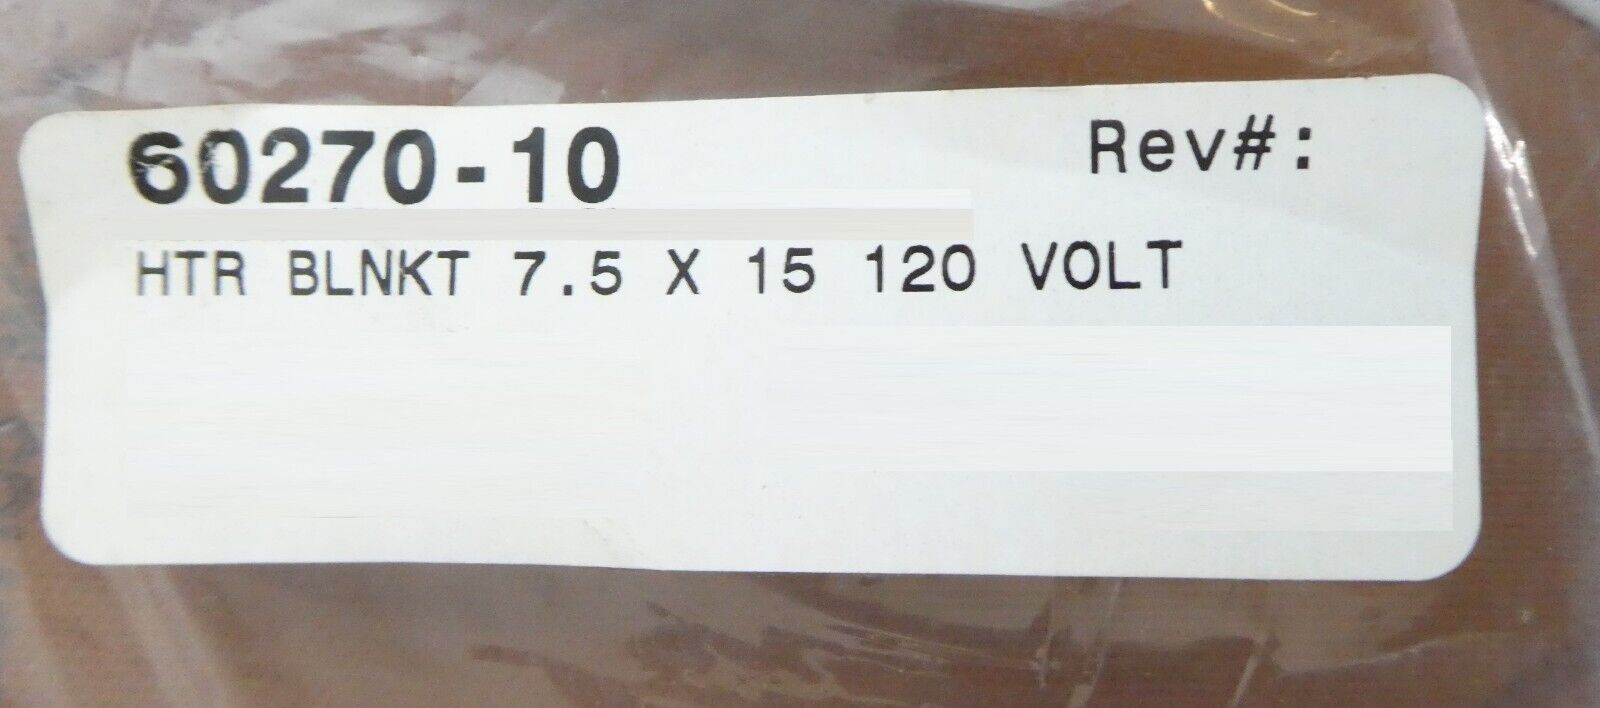 60270-10 Rev#:
HTR BLNKT 7.5 X 15 120 VOLT